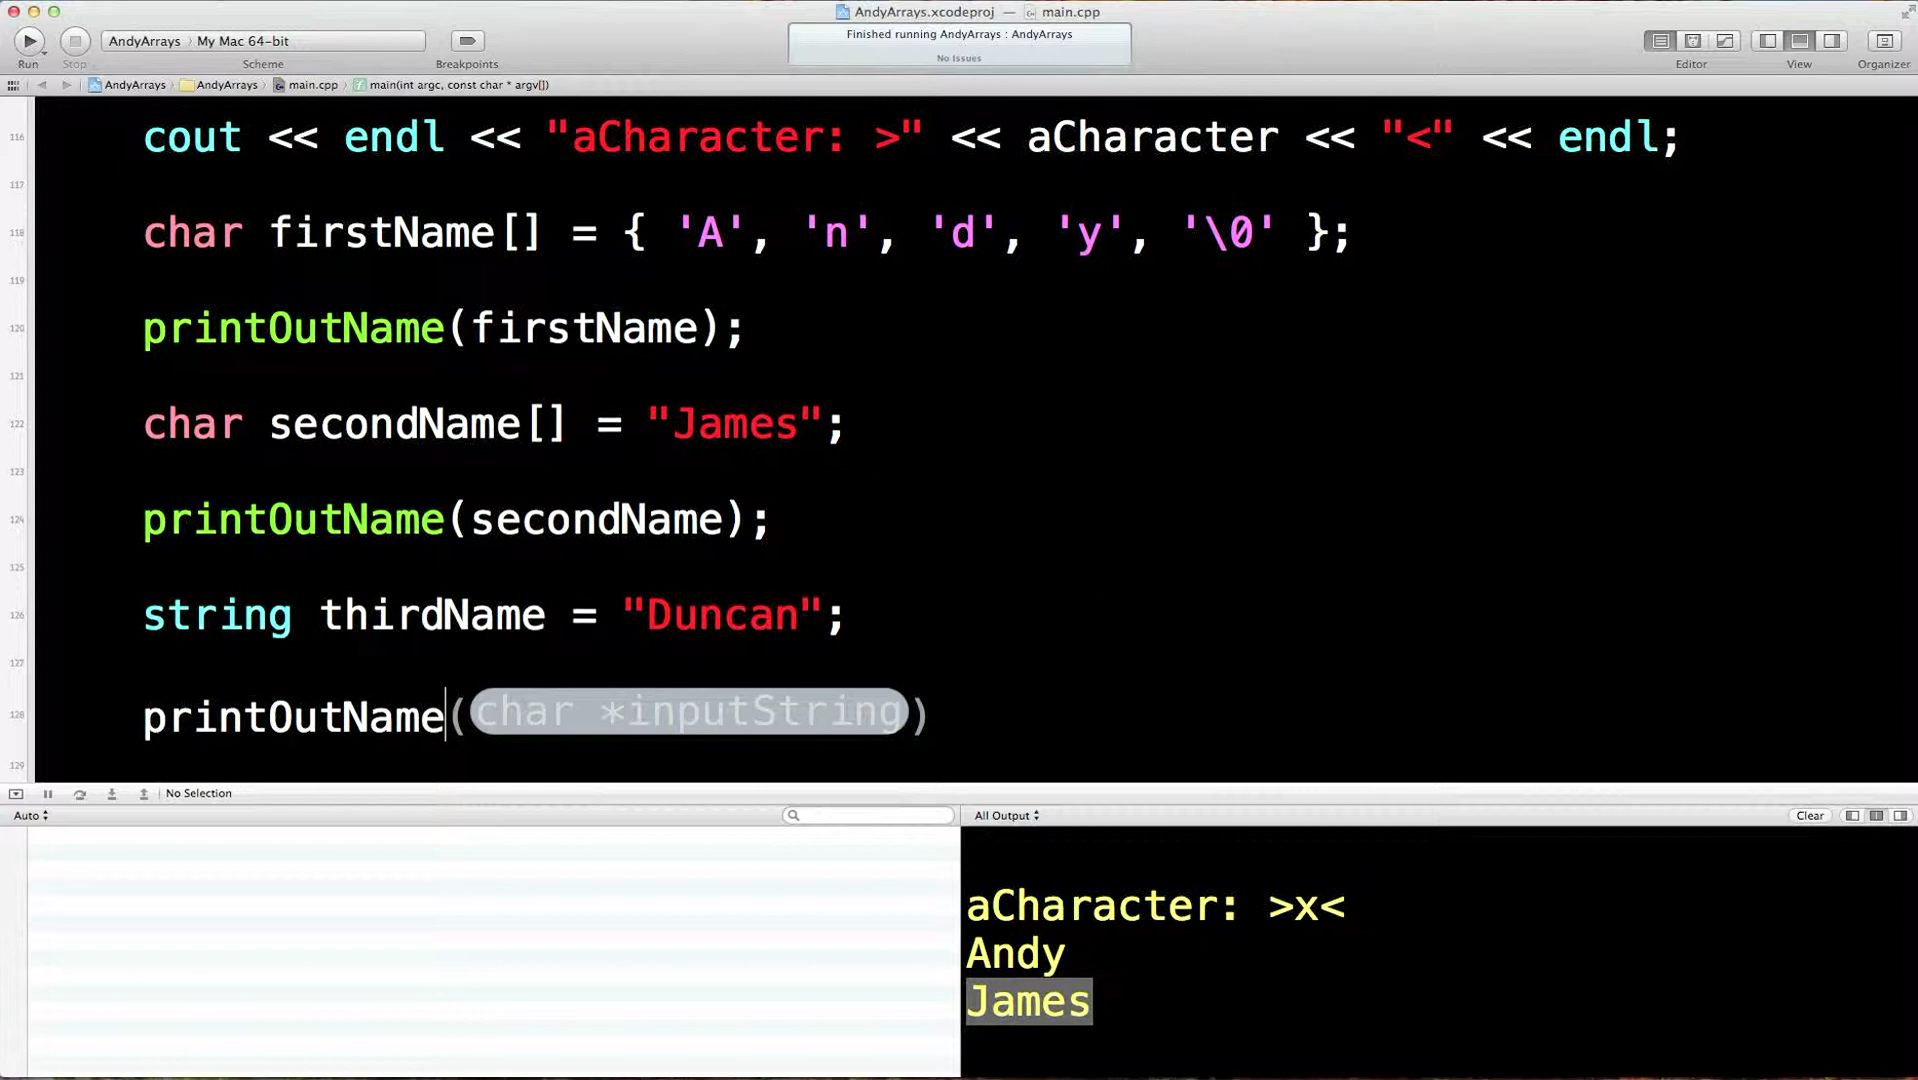 AndyArrays.xcodeproj — main.cpp
Finished running AndyArrays : AndyArrays
No Issues
AndyArrays My Mac 64-bit
Run Stop Scheme Breakpoints Editor View Organizer
AndyArrays AndyArrays main.cpp main(int argc, const char * argv[])
116 cout << endl << "aCharacter: >" << aCharacter << "<" << endl;
117
118 char firstName[] = { 'A', 'n', 'd', 'y', '\0' };
119
120 printOutName(firstName);
121
122 char secondName[] = "James";
123
124 printOutName(secondName);
125
126 string thirdName = "Duncan";
127
128 printOutName(char *inputString)
129
No Selection
Auto
All Output Clear
aCharacter: >x<
Andy
James